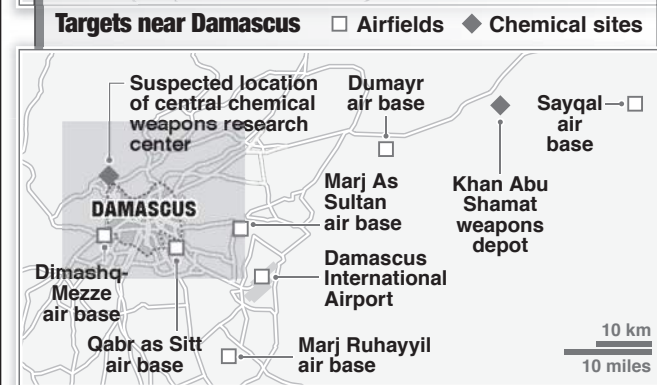 Targets near Damascus
Airfields
Chemical sites
Suspected location
of central chemical
weapons research
center
Dumayr
air base
Sayqal
air
base
Khan Abu
Shamat
weapons
depot
Marj As
Sultan
air base
DAMASCUS
Damascus
International
Airport
Dimashq-
Mezze
air base
Qabr as Sitt
air base
Marj Ruhayyil
air base
10 km
10 miles